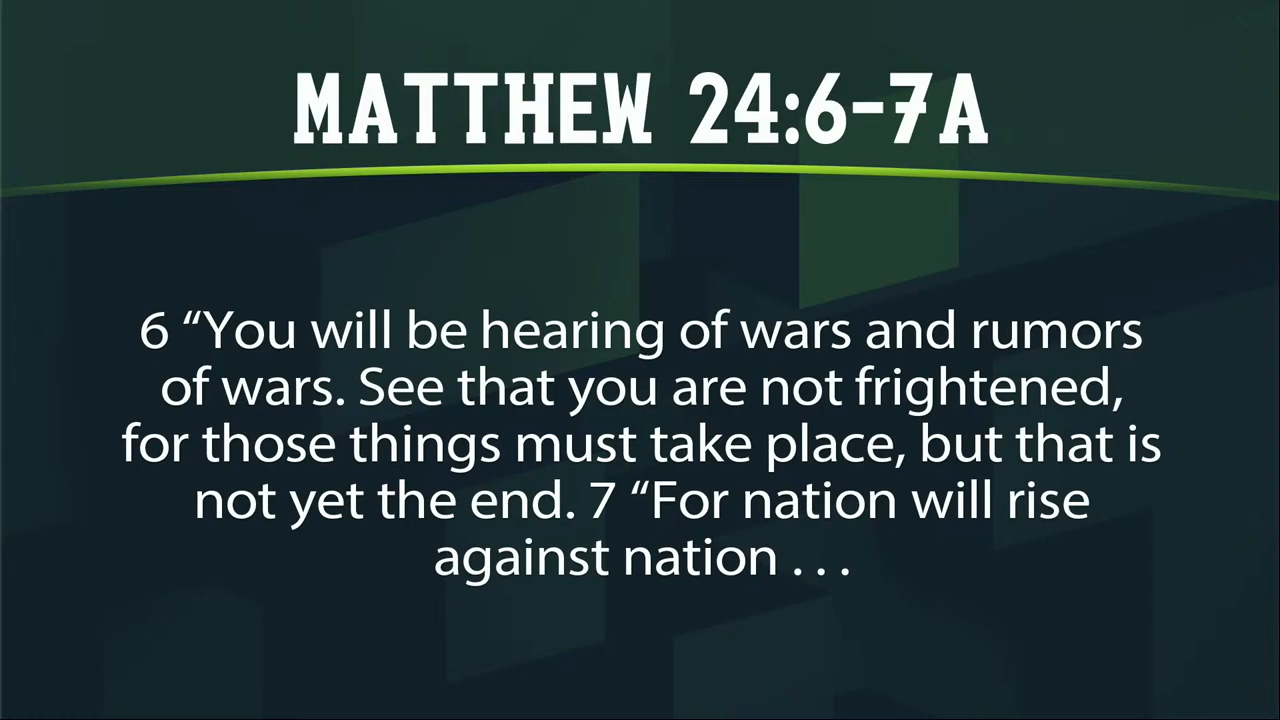 MATTHEW 24:6-7A
6 “You will be hearing of wars and rumors
of wars. See that you are not frightened,
for those things must take place, but that is
not yet the end. 7 “For nation will rise
against nation . . .